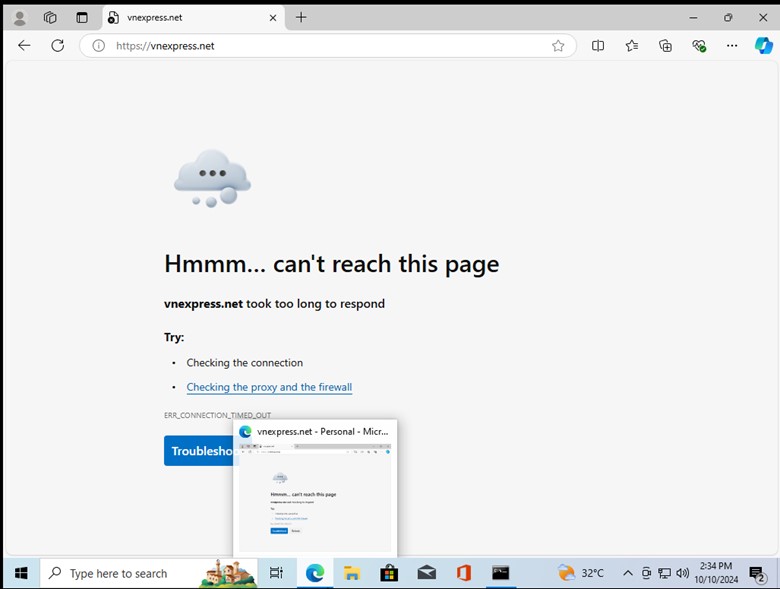 vnexpress.net
https://vnexpress.net
Hmmm... can't reach this page
vnexpress.net took too long to respond
Try:
• Checking the connection
• Checking the proxy and the firewall
ERR_CONNECTION_TIMED_OUT
Troublesho
vnexpress.net - Personal - Micr...
Hmmm... can't reach this page
Type here to search
32°C
2:34 PM
10/10/2024
2